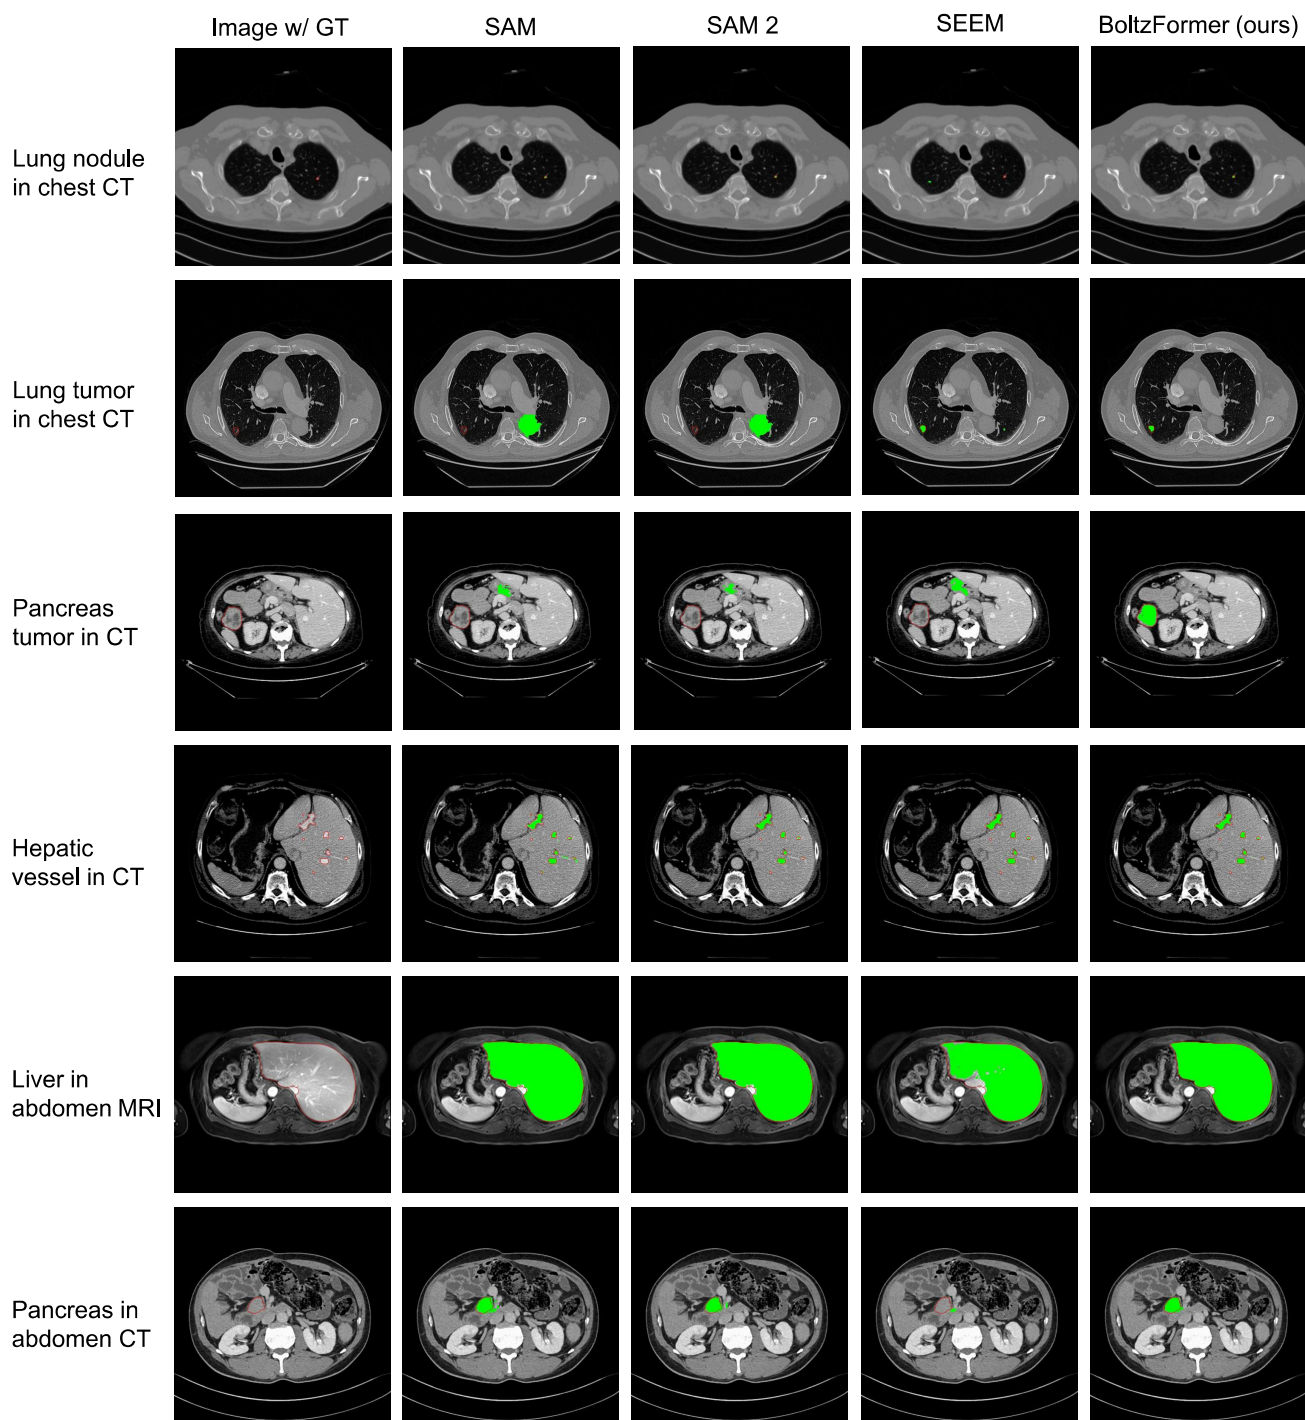 Image w/ GT
SAM
SAM 2
SEEM
BoltzFormer (ours)
Lung nodule
in chest CT
Lung tumor
in chest CT
Pancreas
tumor in CT
Hepatic
vessel in CT
Liver in
abdomen MRI
Pancreas in
abdomen CT